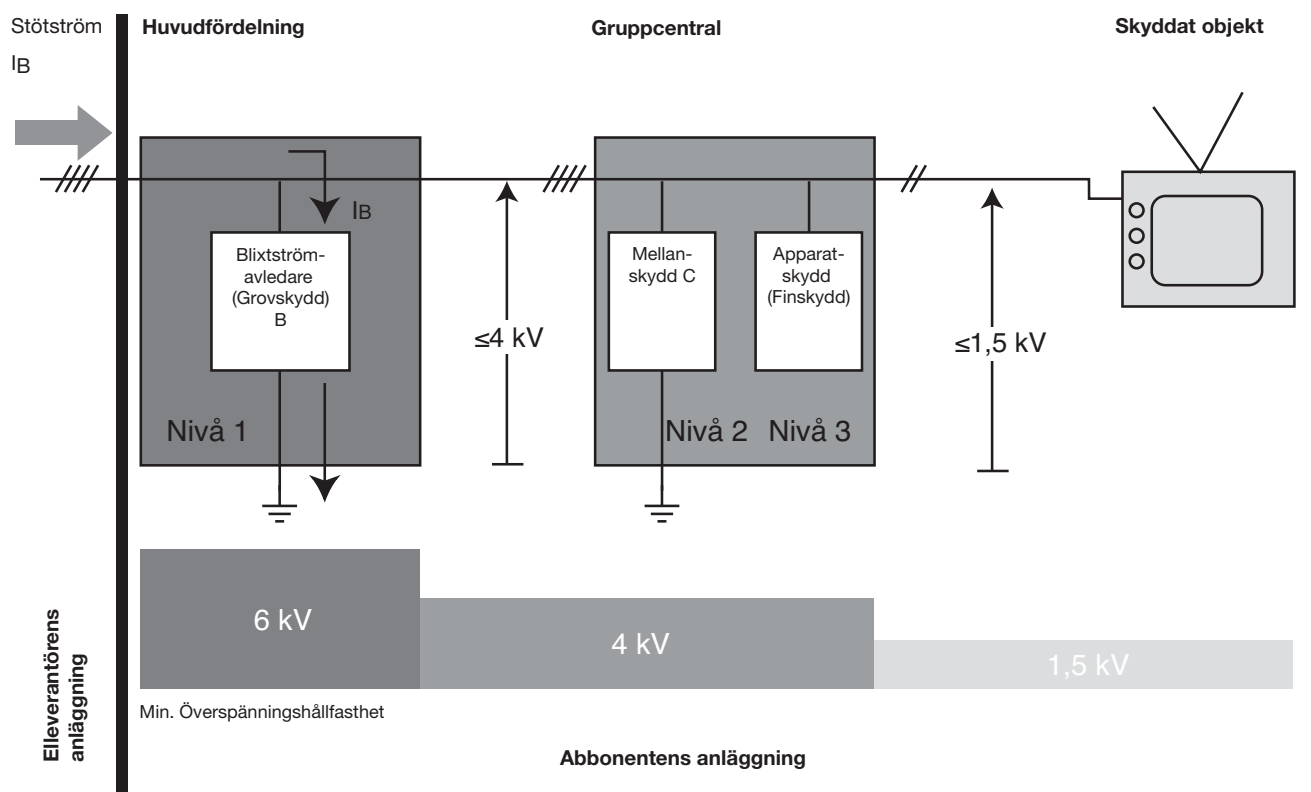 Stötström
IB
Huvudfördelning
Gruppcentral
Skyddat objekt
IB
Blixtström-
avledare
(Grovskydd)
B
Nivå 1
≤4 kV
Mellan-
skydd C
Apparat-
skydd
(Finskydd)
Nivå 2
Nivå 3
≤1,5 kV
6 kV
4 kV
1,5 kV
Min. Överspänningshållfasthet
Elleverantörens
anläggning
Abbonentens anläggning